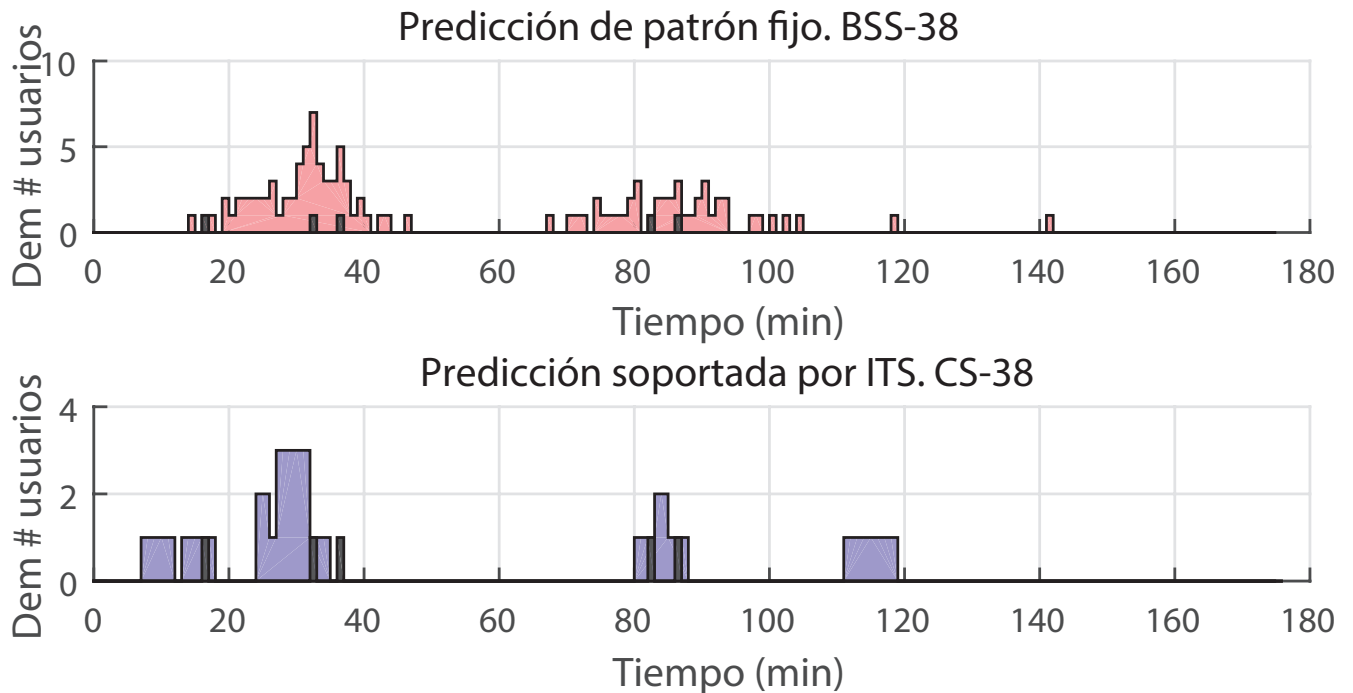 Predicción de patrón fijo. BSS-38
Dem # usuarios
10
5
0
0 20 40 60 80 100 120 140 160 180
Tiempo (min)
Predicción soportada por ITS. CS-38
Dem # usuarios
4
2
0
0 20 40 60 80 100 120 140 160 180
Tiempo (min)